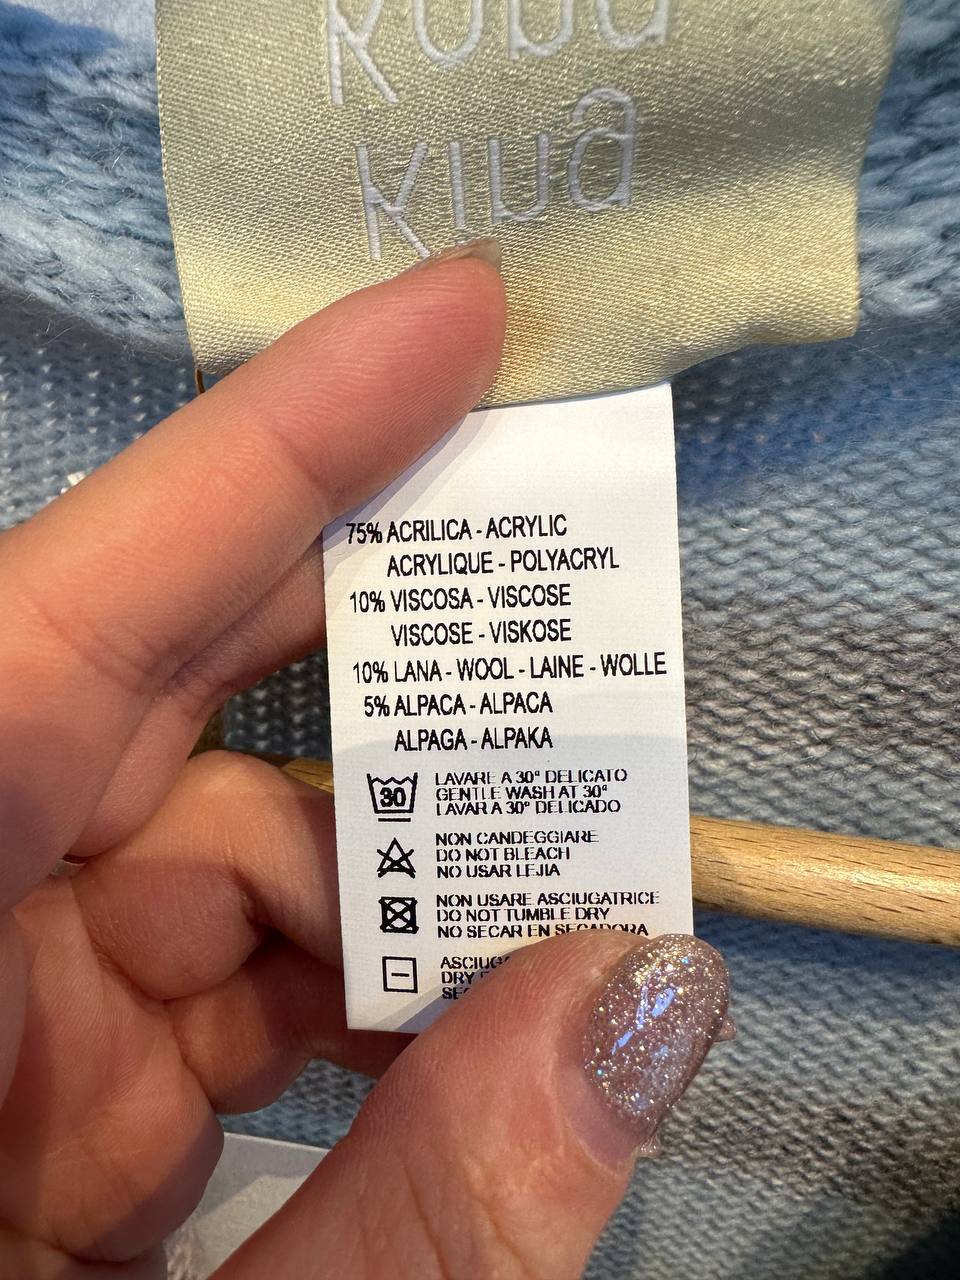 75% ACRILICA - ACRYLIC
ACRYLIQUE - POLYACRYL
10% VISCOSA - VISCOSE
VISCOSE - VISKOSE
10% LANA - WOOL - LAINE - WOLLE
5% ALPACA - ALPACA
ALPAGA - ALPAKA
30
LAVARE A 30° DELICATO
GENTLE WASH AT 30°
LAVAR A 30° DELICADO
NON CANDEGGIARE
DO NOT BLEACH
NO USAR LEJIA
NON USARE ASCIUGATRICE
DO NOT TUMBLE DRY
NO SECAR EN SECADORA
DRY